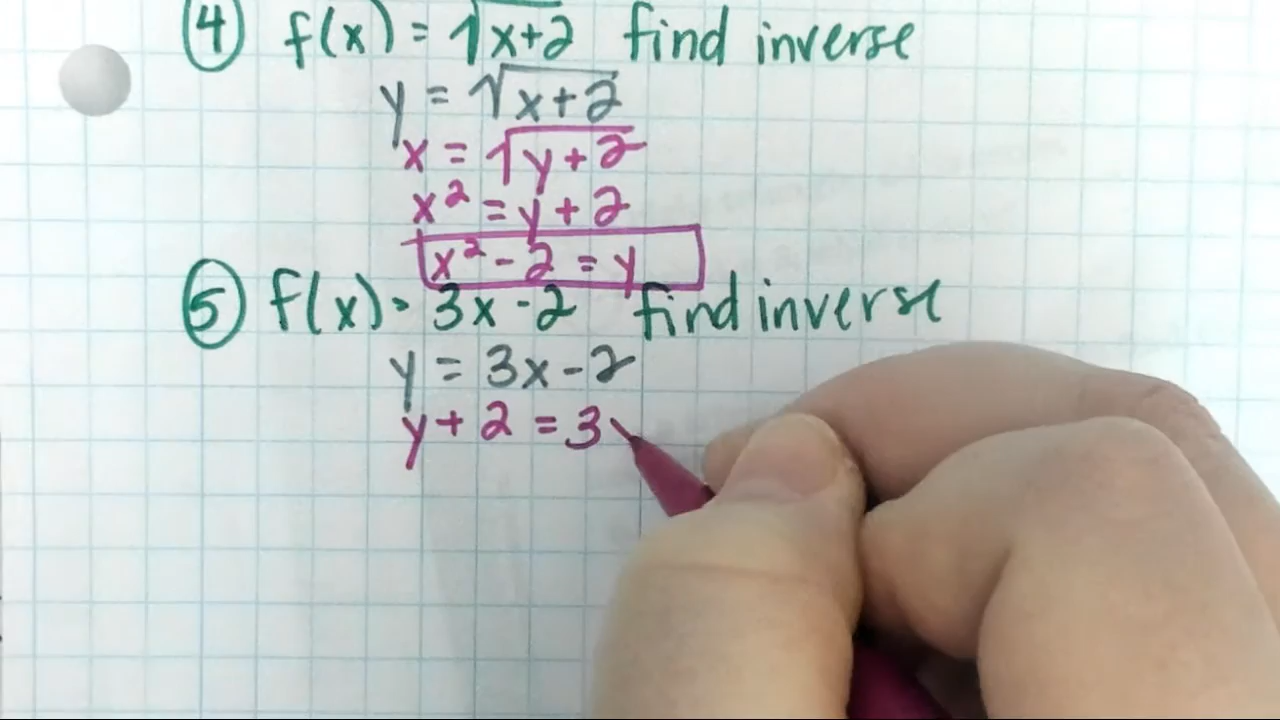 ④ f(x) = √x+2 find inverse
y = √x+2
x = √y+2
x² = y+2
x² - 2 = y
⑤ f(x) = 3x - 2 find inverse
y = 3x - 2
y + 2 = 3